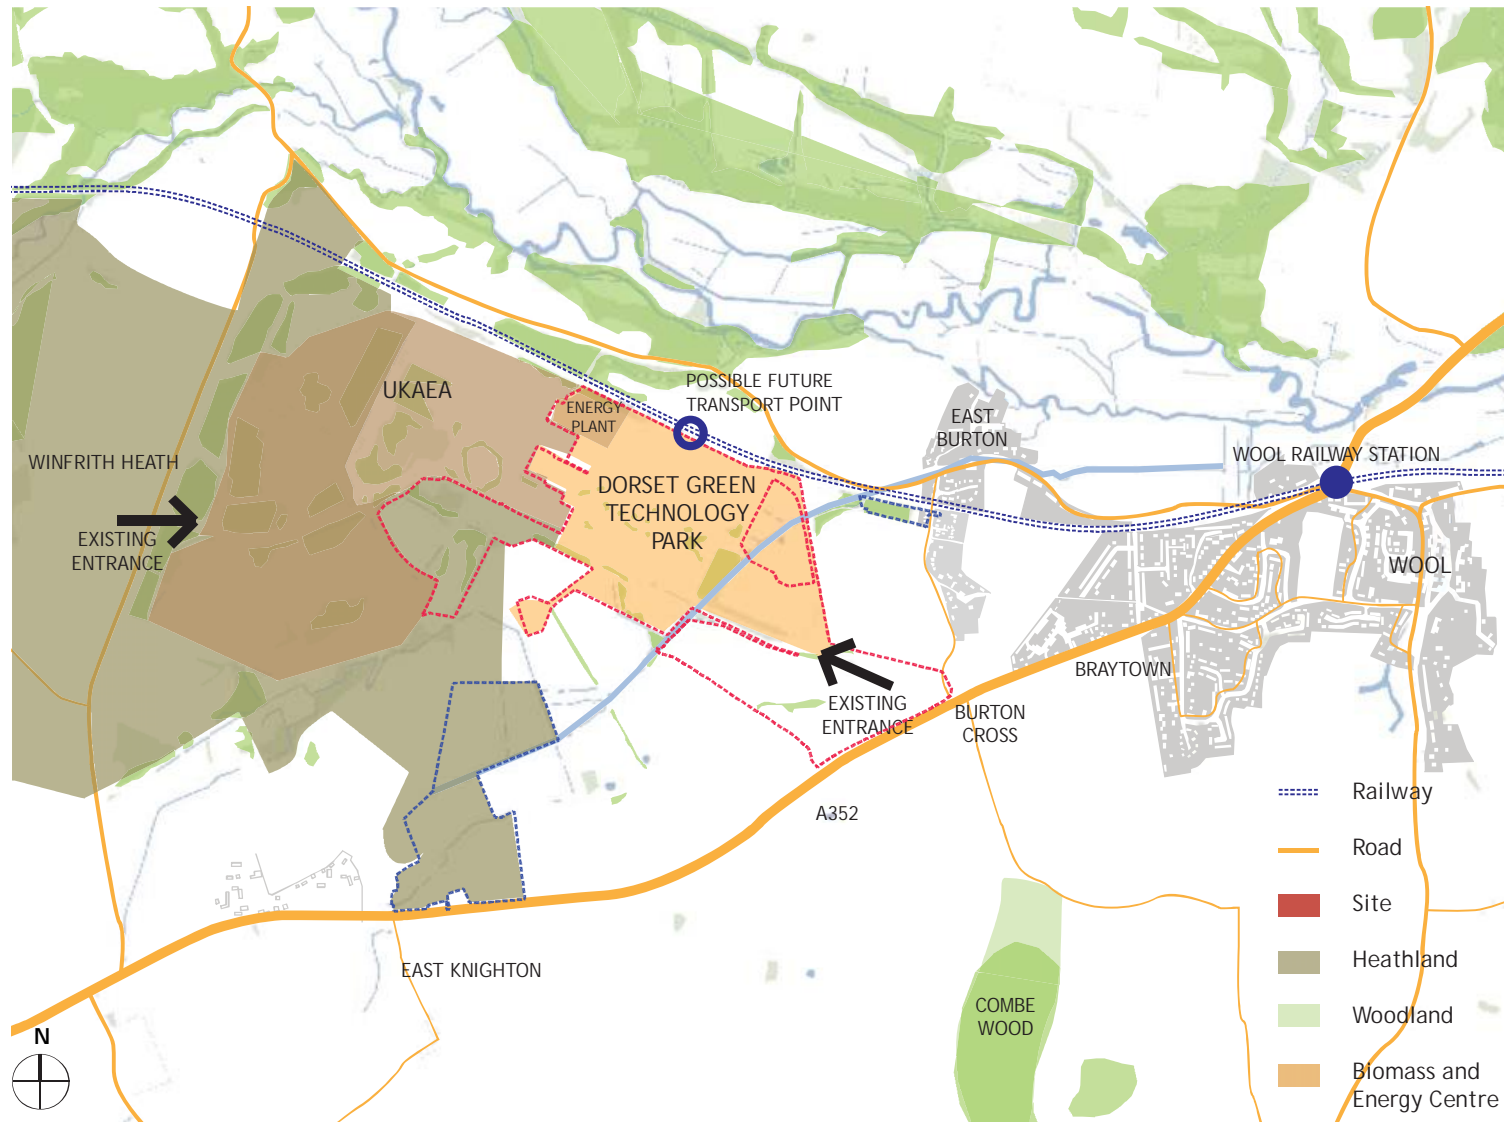 POSSIBLE FUTURE
TRANSPORT POINT
UKAEA
ENERGY
PLANT
EAST
BURTON
WINFRITH HEATH
WOOL RAILWAY STATION
DORSET GREEN
TECHNOLOGY
PARK
EXISTING
ENTRANCE
WOOL
BRAYTOWN
EXISTING
ENTRANCE
BURTON
CROSS
A352
EAST KNIGHTON
COMBE
WOOD
N
Railway
Road
Site
Heathland
Woodland
Biomass and
Energy Centre